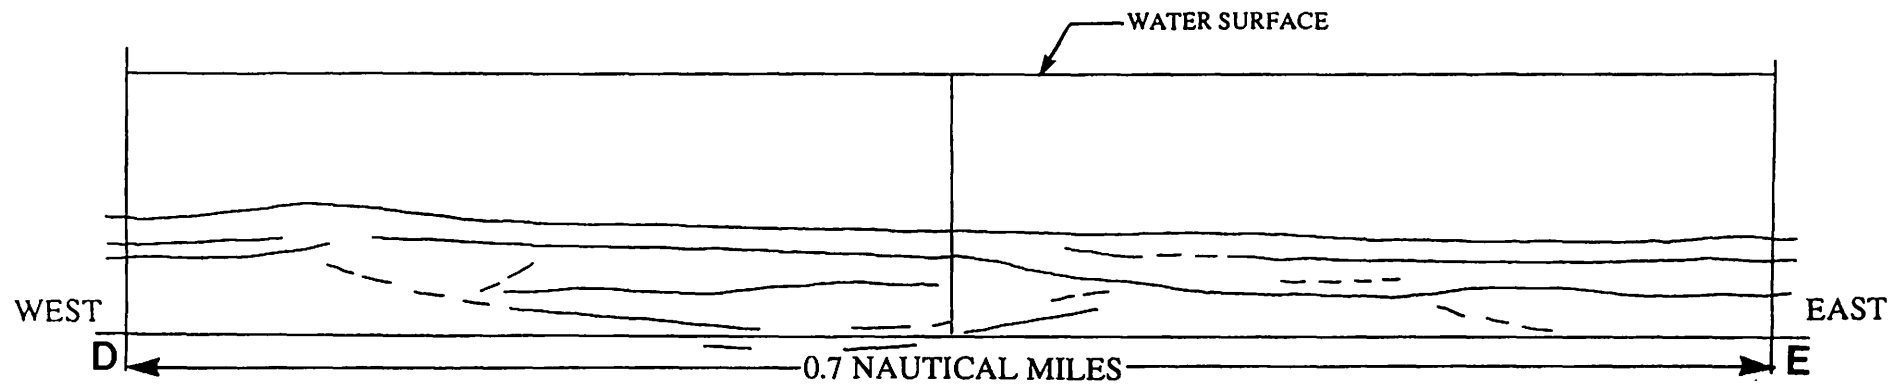 WATER SURFACE
WEST
EAST
D
0.7 NAUTICAL MILES
E